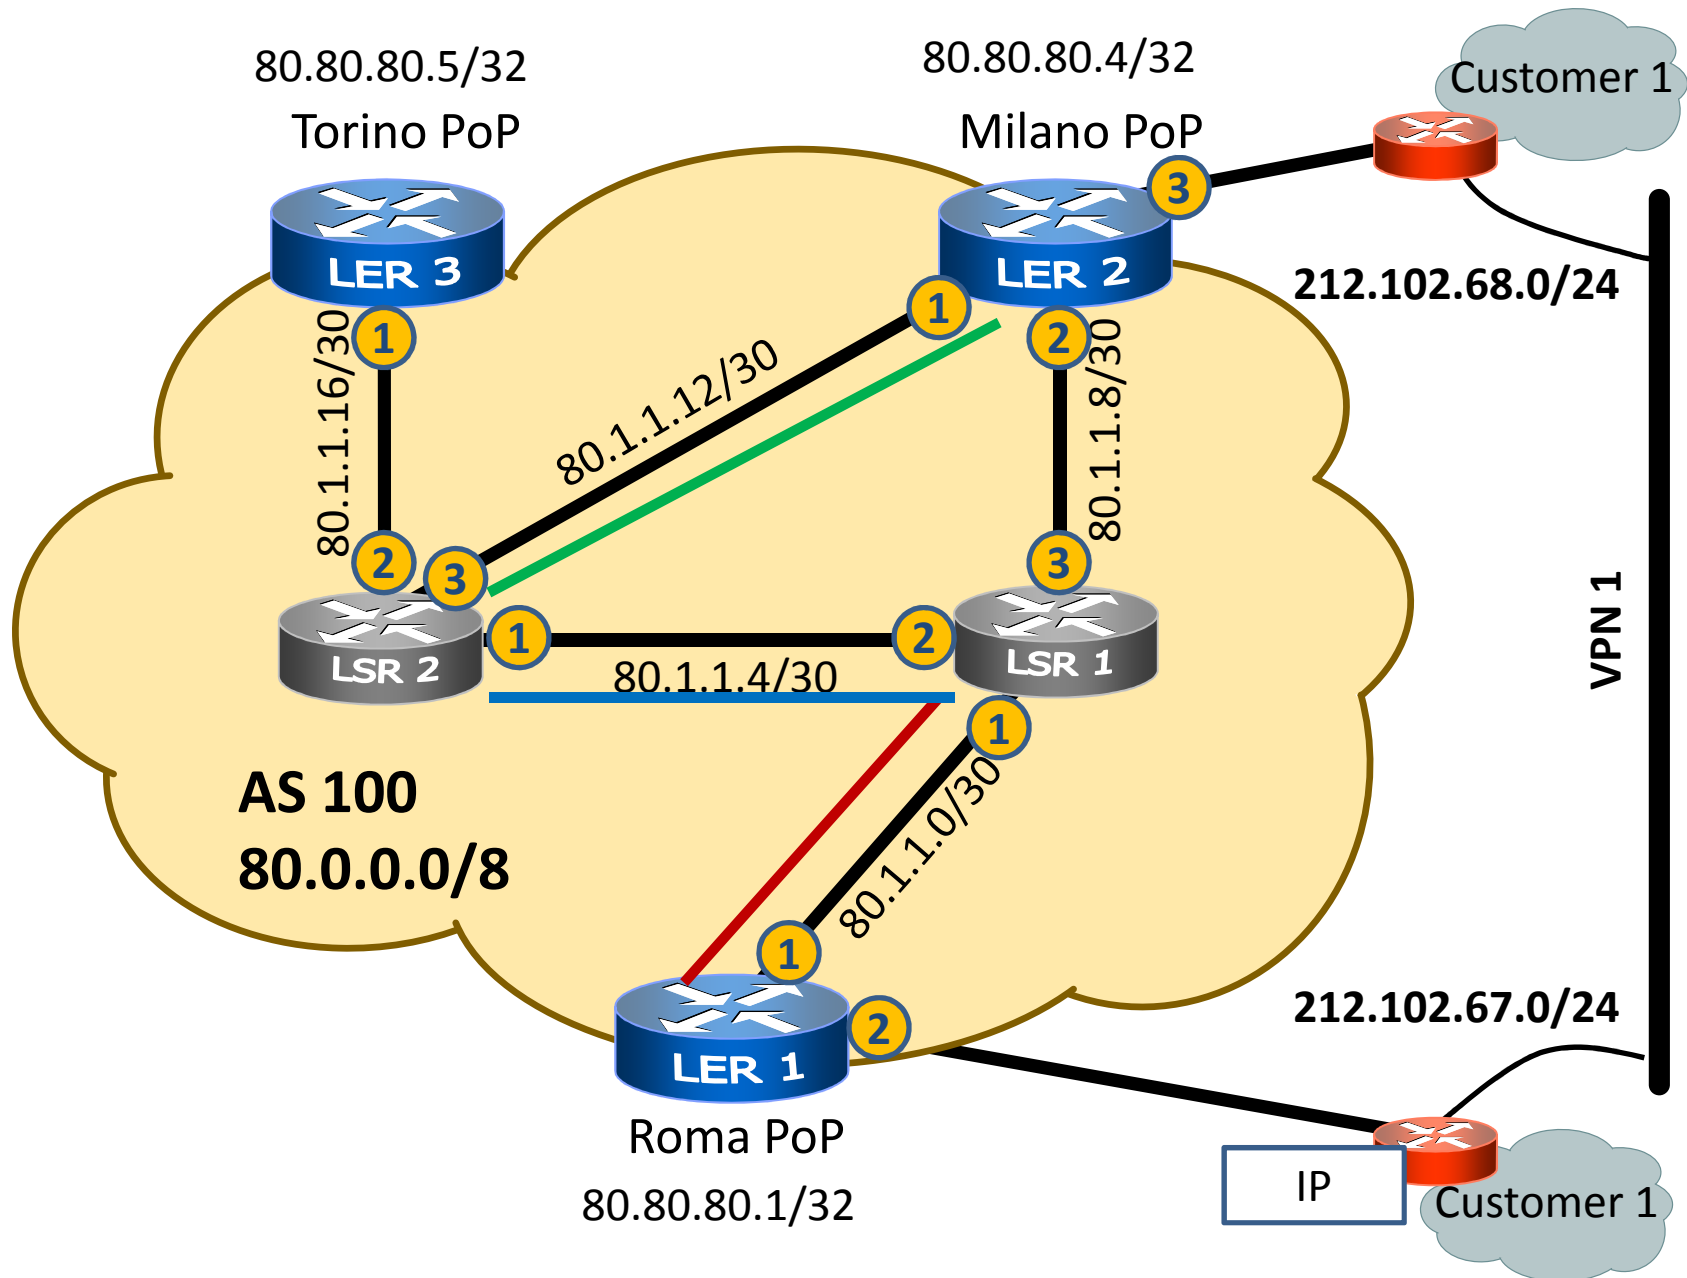 80.80.80.5/32
Torino PoP
80.80.80.4/32
Milano PoP
Customer 1
3
LER 3
LER 2
212.102.68.0/24
1
1
2
80.1.1.16/30
80.1.1.12/30
80.1.1.8/30
2
3
3
1
2
LSR 2
LSR 1
80.1.1.4/30
VPN 1
1
80.1.1.0/30
AS 100
80.0.0.0/8
1
2
212.102.67.0/24
LER 1
Roma PoP
80.80.80.1/32
IP
Customer 1